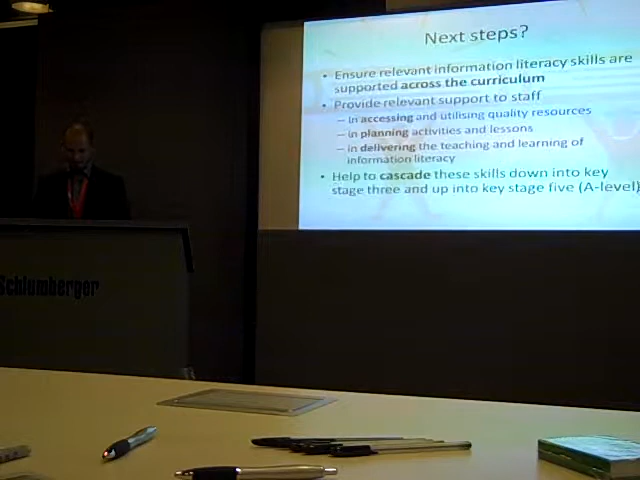 Next steps?
• Ensure relevant information literacy skills are
supported across the curriculum
• Provide relevant support to staff
– In accessing and utilising quality resources
– in planning activities and lessons
– in delivering the teaching and learning of
information literacy
• Help to cascade these skills down into key
stage three and up into key stage five (A-level)
Schlumberger